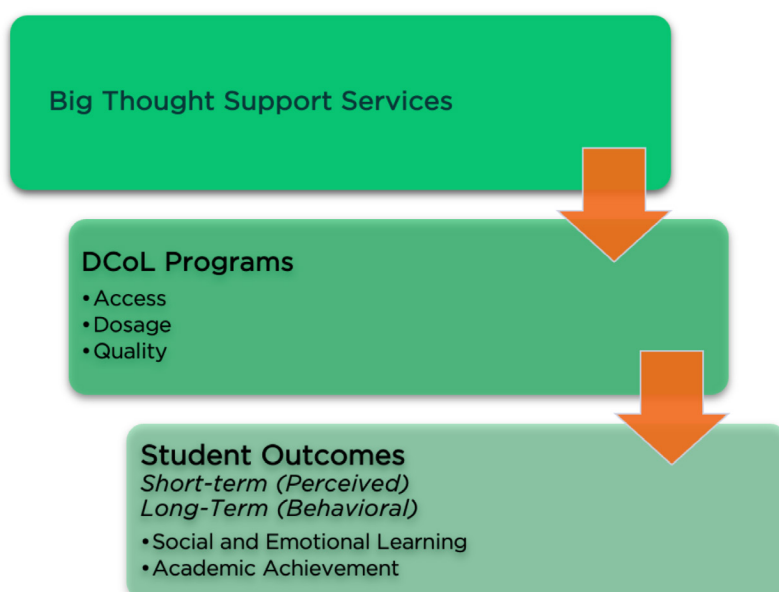 Big Thought Support Services
DCoL Programs
•Access
•Dosage
•Quality
Student Outcomes
Short-term (Perceived)
Long-Term (Behavioral)
•Social and Emotional Learning
•Academic Achievement